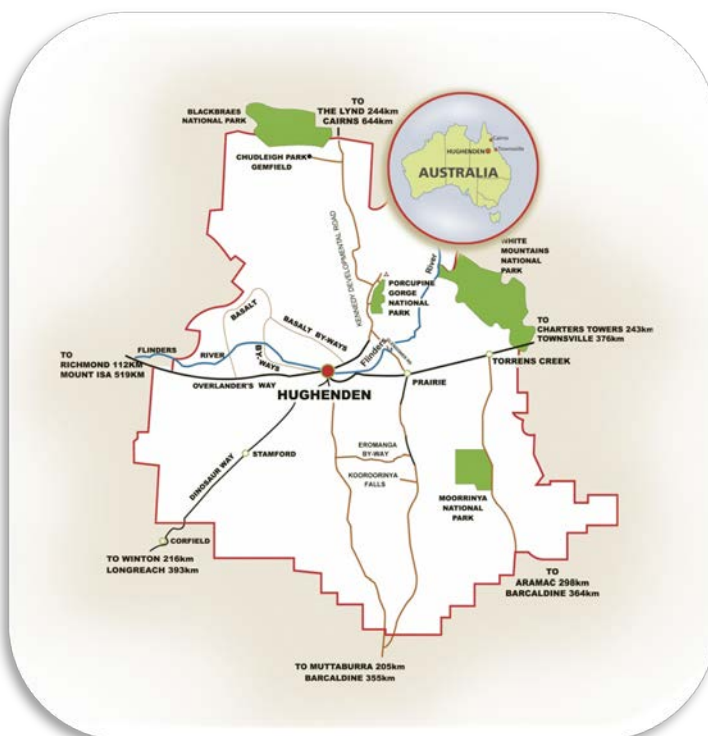 TO
THE LYND 244km
CAIRNS 644km
BLACKBRAES
NATIONAL PARK
CHUDLEIGH PARK
GEMFIELD
Cairns
Townsville
HUGHENDEN
AUSTRALIA
KENNEDY DEVELOPMENTAL ROAD
River
WHITE
MOUNTAINS
NATIONAL
PARK
PORCUPINE
GORGE
NATIONAL
PARK
BASALT
BASALT BY-WAYS
BY-WAYS
TO
CHARTERS TOWERS 243km
TOWNSVILLE 376km
TO
RICHMOND 112KM
MOUNT ISA 519KM
FLINDERS
RIVER
Flinders
TORRENS CREEK
OVERLANDER'S WAY
PRAIRIE
HUGHENDEN
EROMANGA
BY-WAY
STAMFORD
DINOSAUR WAY
KOOROORINYA
FALLS
MOORRINYA
NATIONAL
PARK
CORFIELD
TO WINTON 216km
LONGREACH 393km
TO
ARAMAC 298km
BARCALDINE 364km
TO MUTTABURRA 205km
BARCALDINE 355km